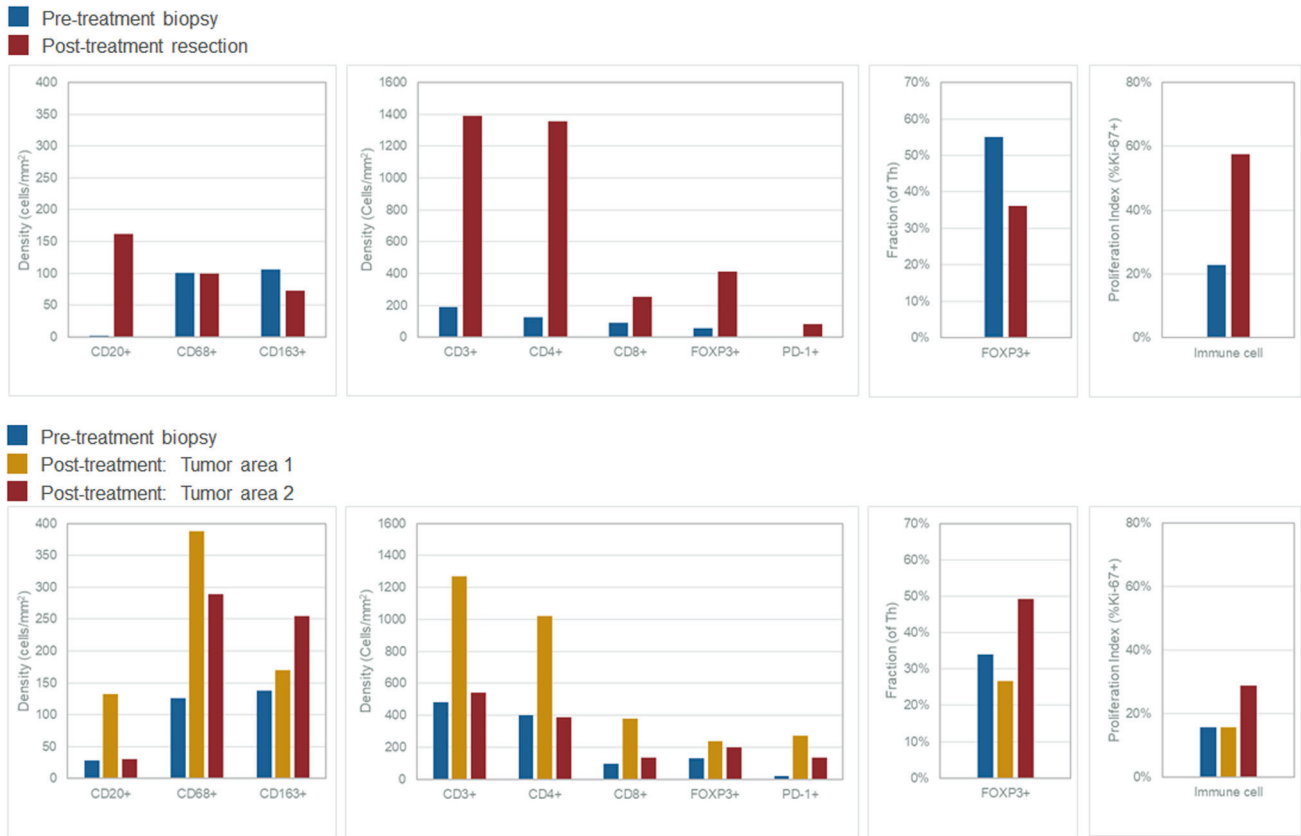 Pre-treatment biopsy
Post-treatment resection
400
350
300
250
200
150
100
50
0
Density (cells/mm²)
CD20+ CD68+ CD163+
1600
1400
1200
1000
800
600
400
200
0
Density (Cells/mm²)
CD3+ CD4+ CD8+ FOXP3+ PD-1+
70%
60%
50%
40%
30%
20%
10%
0%
Fraction (of Th)
FOXP3+
80%
60%
40%
20%
0%
Proliferation Index (%Ki-67+)
Immune cell
Pre-treatment biopsy
Post-treatment: Tumor area 1
Post-treatment: Tumor area 2
400
350
300
250
200
150
100
50
0
Density (cells/mm²)
CD20+ CD68+ CD163+
1600
1400
1200
1000
800
600
400
200
0
Density (Cells/mm²)
CD3+ CD4+ CD8+ FOXP3+ PD-1+
70%
60%
50%
40%
30%
20%
10%
0%
Fraction (of Th)
FOXP3+
80%
60%
40%
20%
0%
Proliferation Index (%Ki-67+)
Immune cell